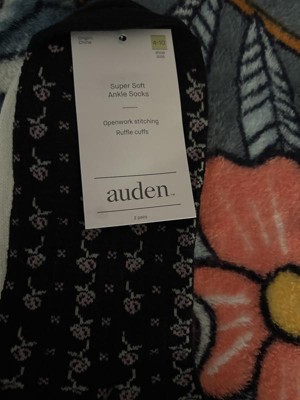 Super Soft
Ankle Socks
Openwork stitching
Ruffle cuffs
auden
2 pairs